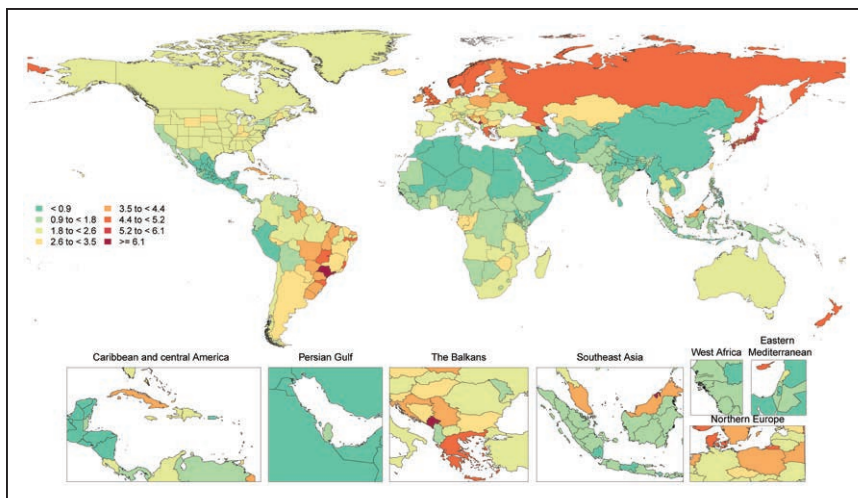 < 0.9
0.9 to < 1.8
1.8 to < 2.6
2.6 to < 3.5
3.5 to < 4.4
4.4 to < 5.2
5.2 to < 6.1
>= 6.1
Caribbean and central America
Persian Gulf
The Balkans
Southeast Asia
West Africa
Eastern
Mediterranean
Northern Europe